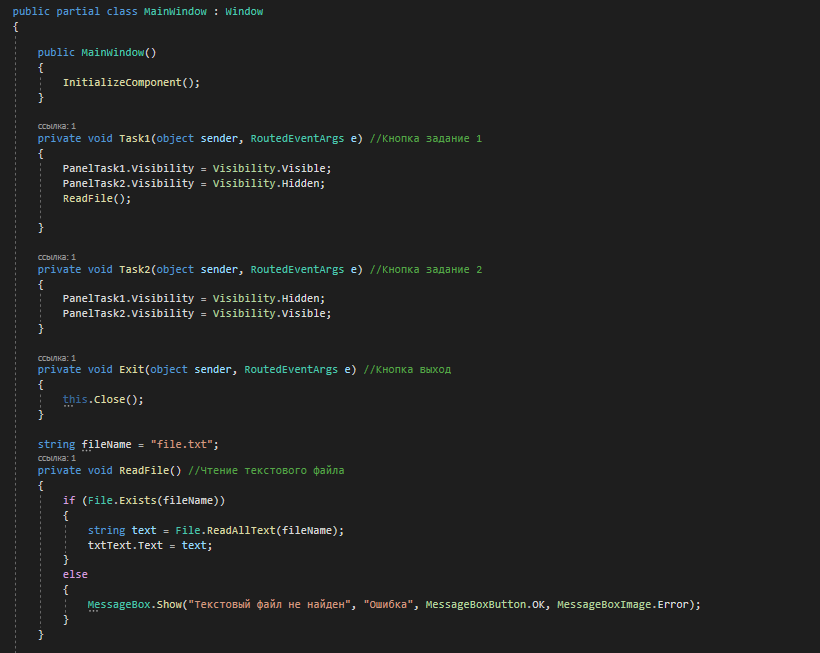 public partial class MainWindow : Window
{
public MainWindow()
{
InitializeComponent();
}
ссылка: 1
private void Task1(object sender, RoutedEventArgs e) //Кнопка задание 1
{
PanelTask1.Visibility = Visibility.Visible;
PanelTask2.Visibility = Visibility.Hidden;
ReadFile();
}
ссылка: 1
private void Task2(object sender, RoutedEventArgs e) //Кнопка задание 2
{
PanelTask1.Visibility = Visibility.Hidden;
PanelTask2.Visibility = Visibility.Visible;
}
ссылка: 1
private void Exit(object sender, RoutedEventArgs e) //Кнопка выход
{
this.Close();
}
string fileName = "file.txt";
ссылка: 1
private void ReadFile() //Чтение текстового файла
{
if (File.Exists(fileName))
{
string text = File.ReadAllText(fileName);
txtText.Text = text;
}
else
{
MessageBox.Show("Текстовый файл не найден", "Ошибка", MessageBoxButton.OK, MessageBoxImage.Error);
}
}